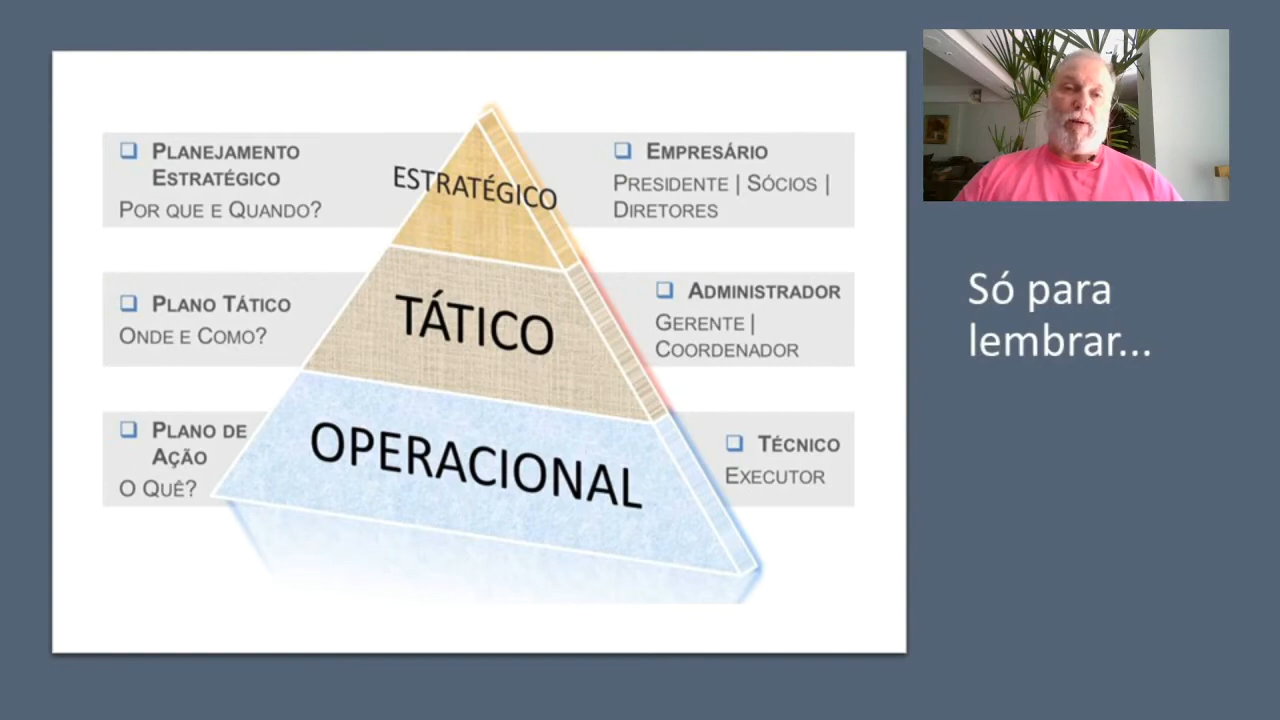 ❑ PLANEJAMENTO
ESTRATÉGICO
POR QUE E QUANDO?
ESTRATÉGICO
❑ EMPRESÁRIO
PRESIDENTE | SÓCIOS |
DIRETORES
❑ PLANO TÁTICO
ONDE E COMO?
TÁTICO
❑ ADMINISTRADOR
GERENTE |
COORDENADOR
❑ PLANO DE
AÇÃO
O QUÊ?
OPERACIONAL
❑ TÉCNICO
EXECUTOR
Só para
lembrar...